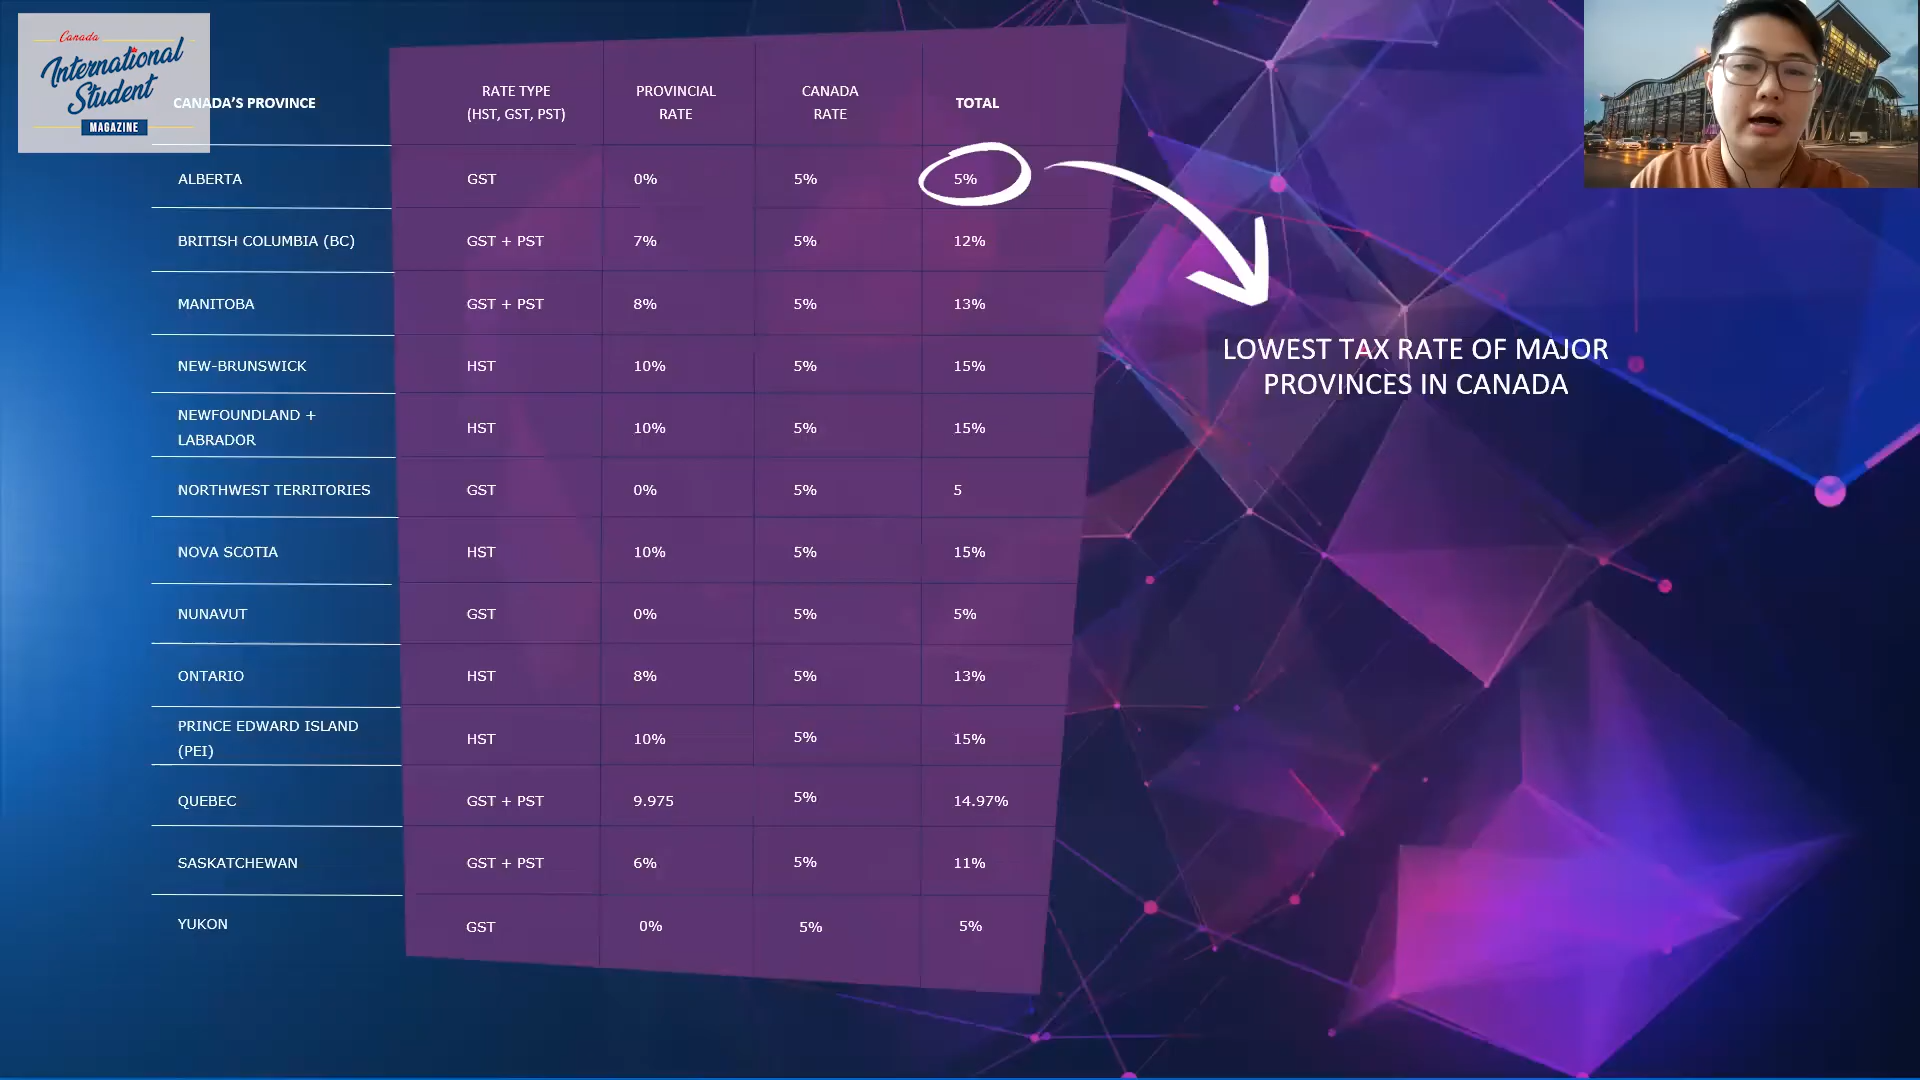 Canada
International
Student
MAGAZINE
CANADA'S PROVINCE
RATE TYPE
(HST, GST, PST)
PROVINCIAL
RATE
CANADA
RATE
TOTAL
ALBERTA GST 0% 5% 5%
BRITISH COLUMBIA (BC) GST + PST 7% 5% 12%
MANITOBA GST + PST 8% 5% 13%
NEW-BRUNSWICK HST 10% 5% 15%
NEWFOUNDLAND +
LABRADOR HST 10% 5% 15%
NORTHWEST TERRITORIES GST 0% 5% 5
NOVA SCOTIA HST 10% 5% 15%
NUNAVUT GST 0% 5% 5%
ONTARIO HST 8% 5% 13%
PRINCE EDWARD ISLAND
(PEI) HST 10% 5% 15%
QUEBEC GST + PST 9.975 5% 14.97%
SASKATCHEWAN GST + PST 6% 5% 11%
YUKON GST 0% 5% 5%
LOWEST TAX RATE OF MAJOR
PROVINCES IN CANADA